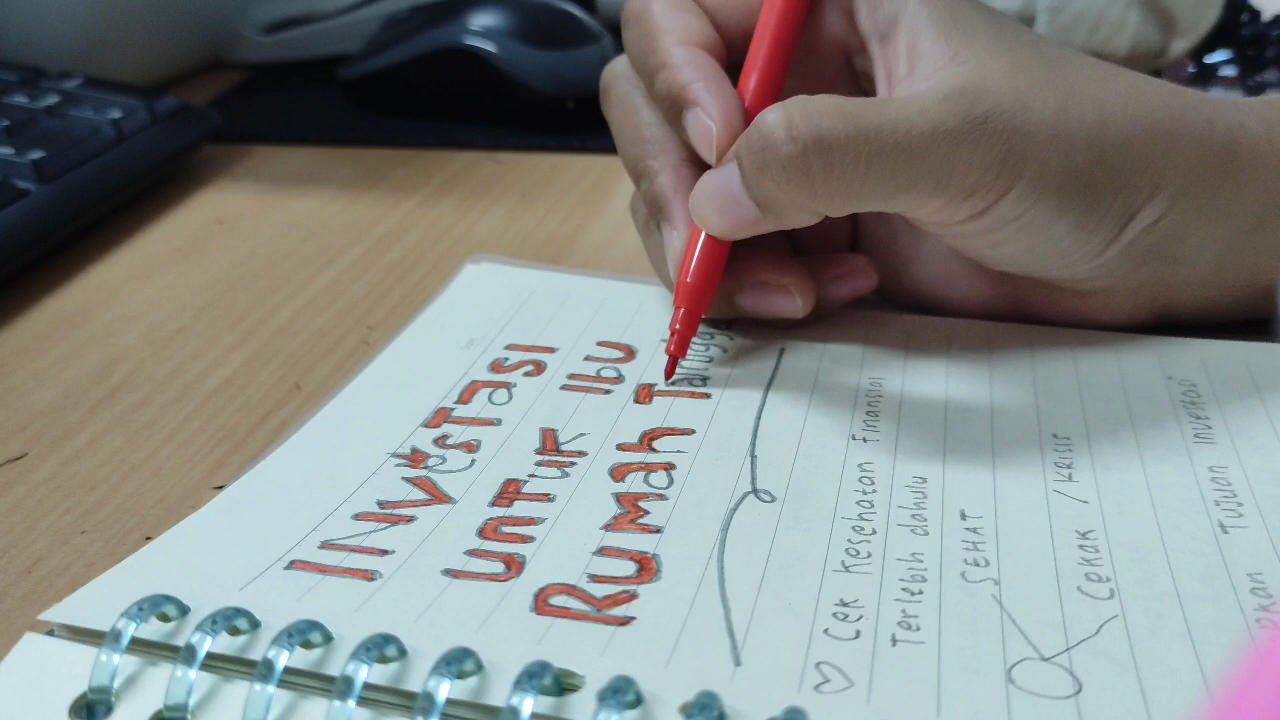 INVesTaSI
unTuK Ibu
Rumah Tangga
Cek Kesehatan Finansial
Terlebih dahulu
SEHAT
Cekak / KRISIS
Tujuan Investasi